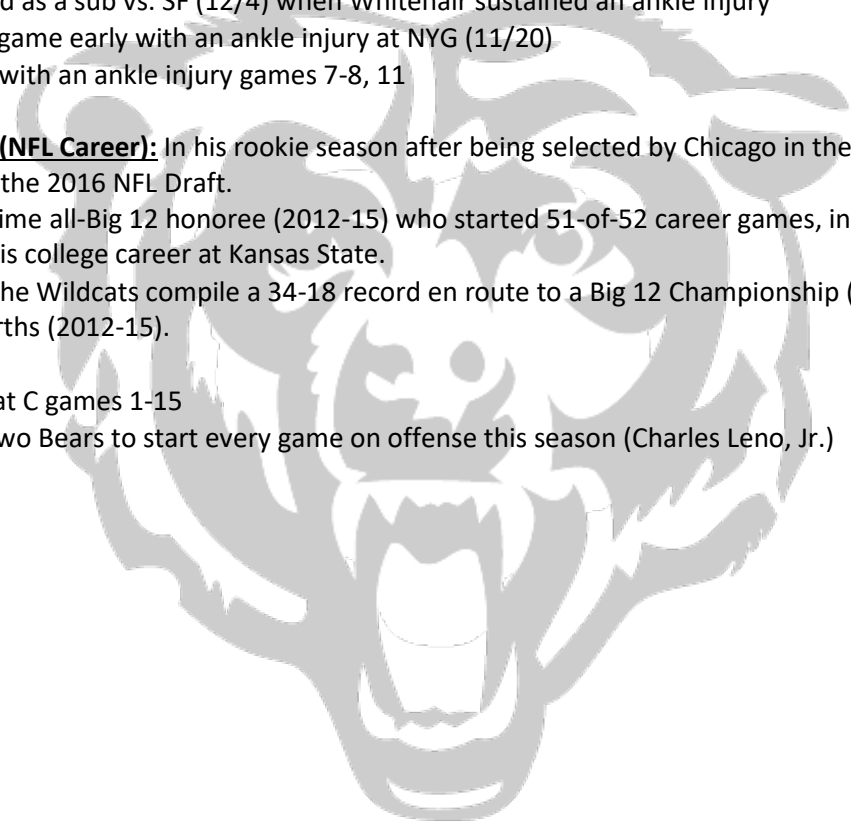 d as a sub vs. SF (12/4) when Whitehair sustained an ankle injury
game early with an ankle injury at NYG (11/20)
with an ankle injury games 7-8, 11
(NFL Career): In his rookie season after being selected by Chicago in the
the 2016 NFL Draft.
ime all-Big 12 honoree (2012-15) who started 51-of-52 career games, in
is college career at Kansas State.
he Wildcats compile a 34-18 record en route to a Big 12 Championship (
rths (2012-15).
at C games 1-15
wo Bears to start every game on offense this season (Charles Leno, Jr.)